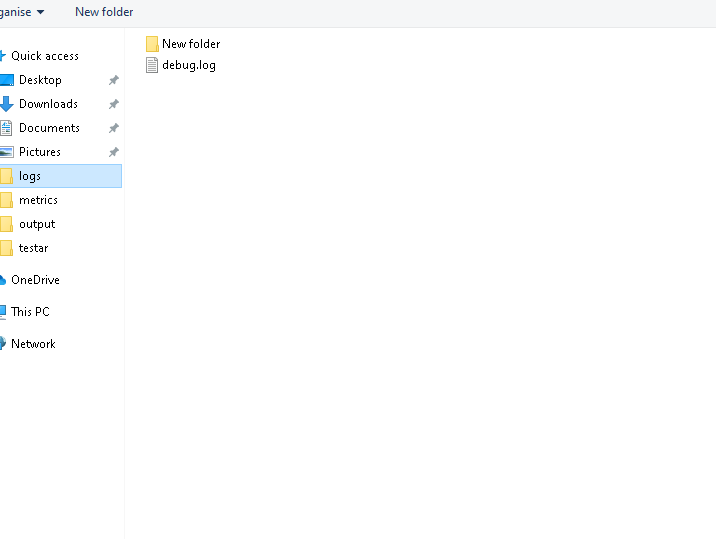 ganise New folder
Quick access
Desktop
Downloads
Documents
Pictures
logs
metrics
output
testar
OneDrive
This PC
Network
New folder
debug.log